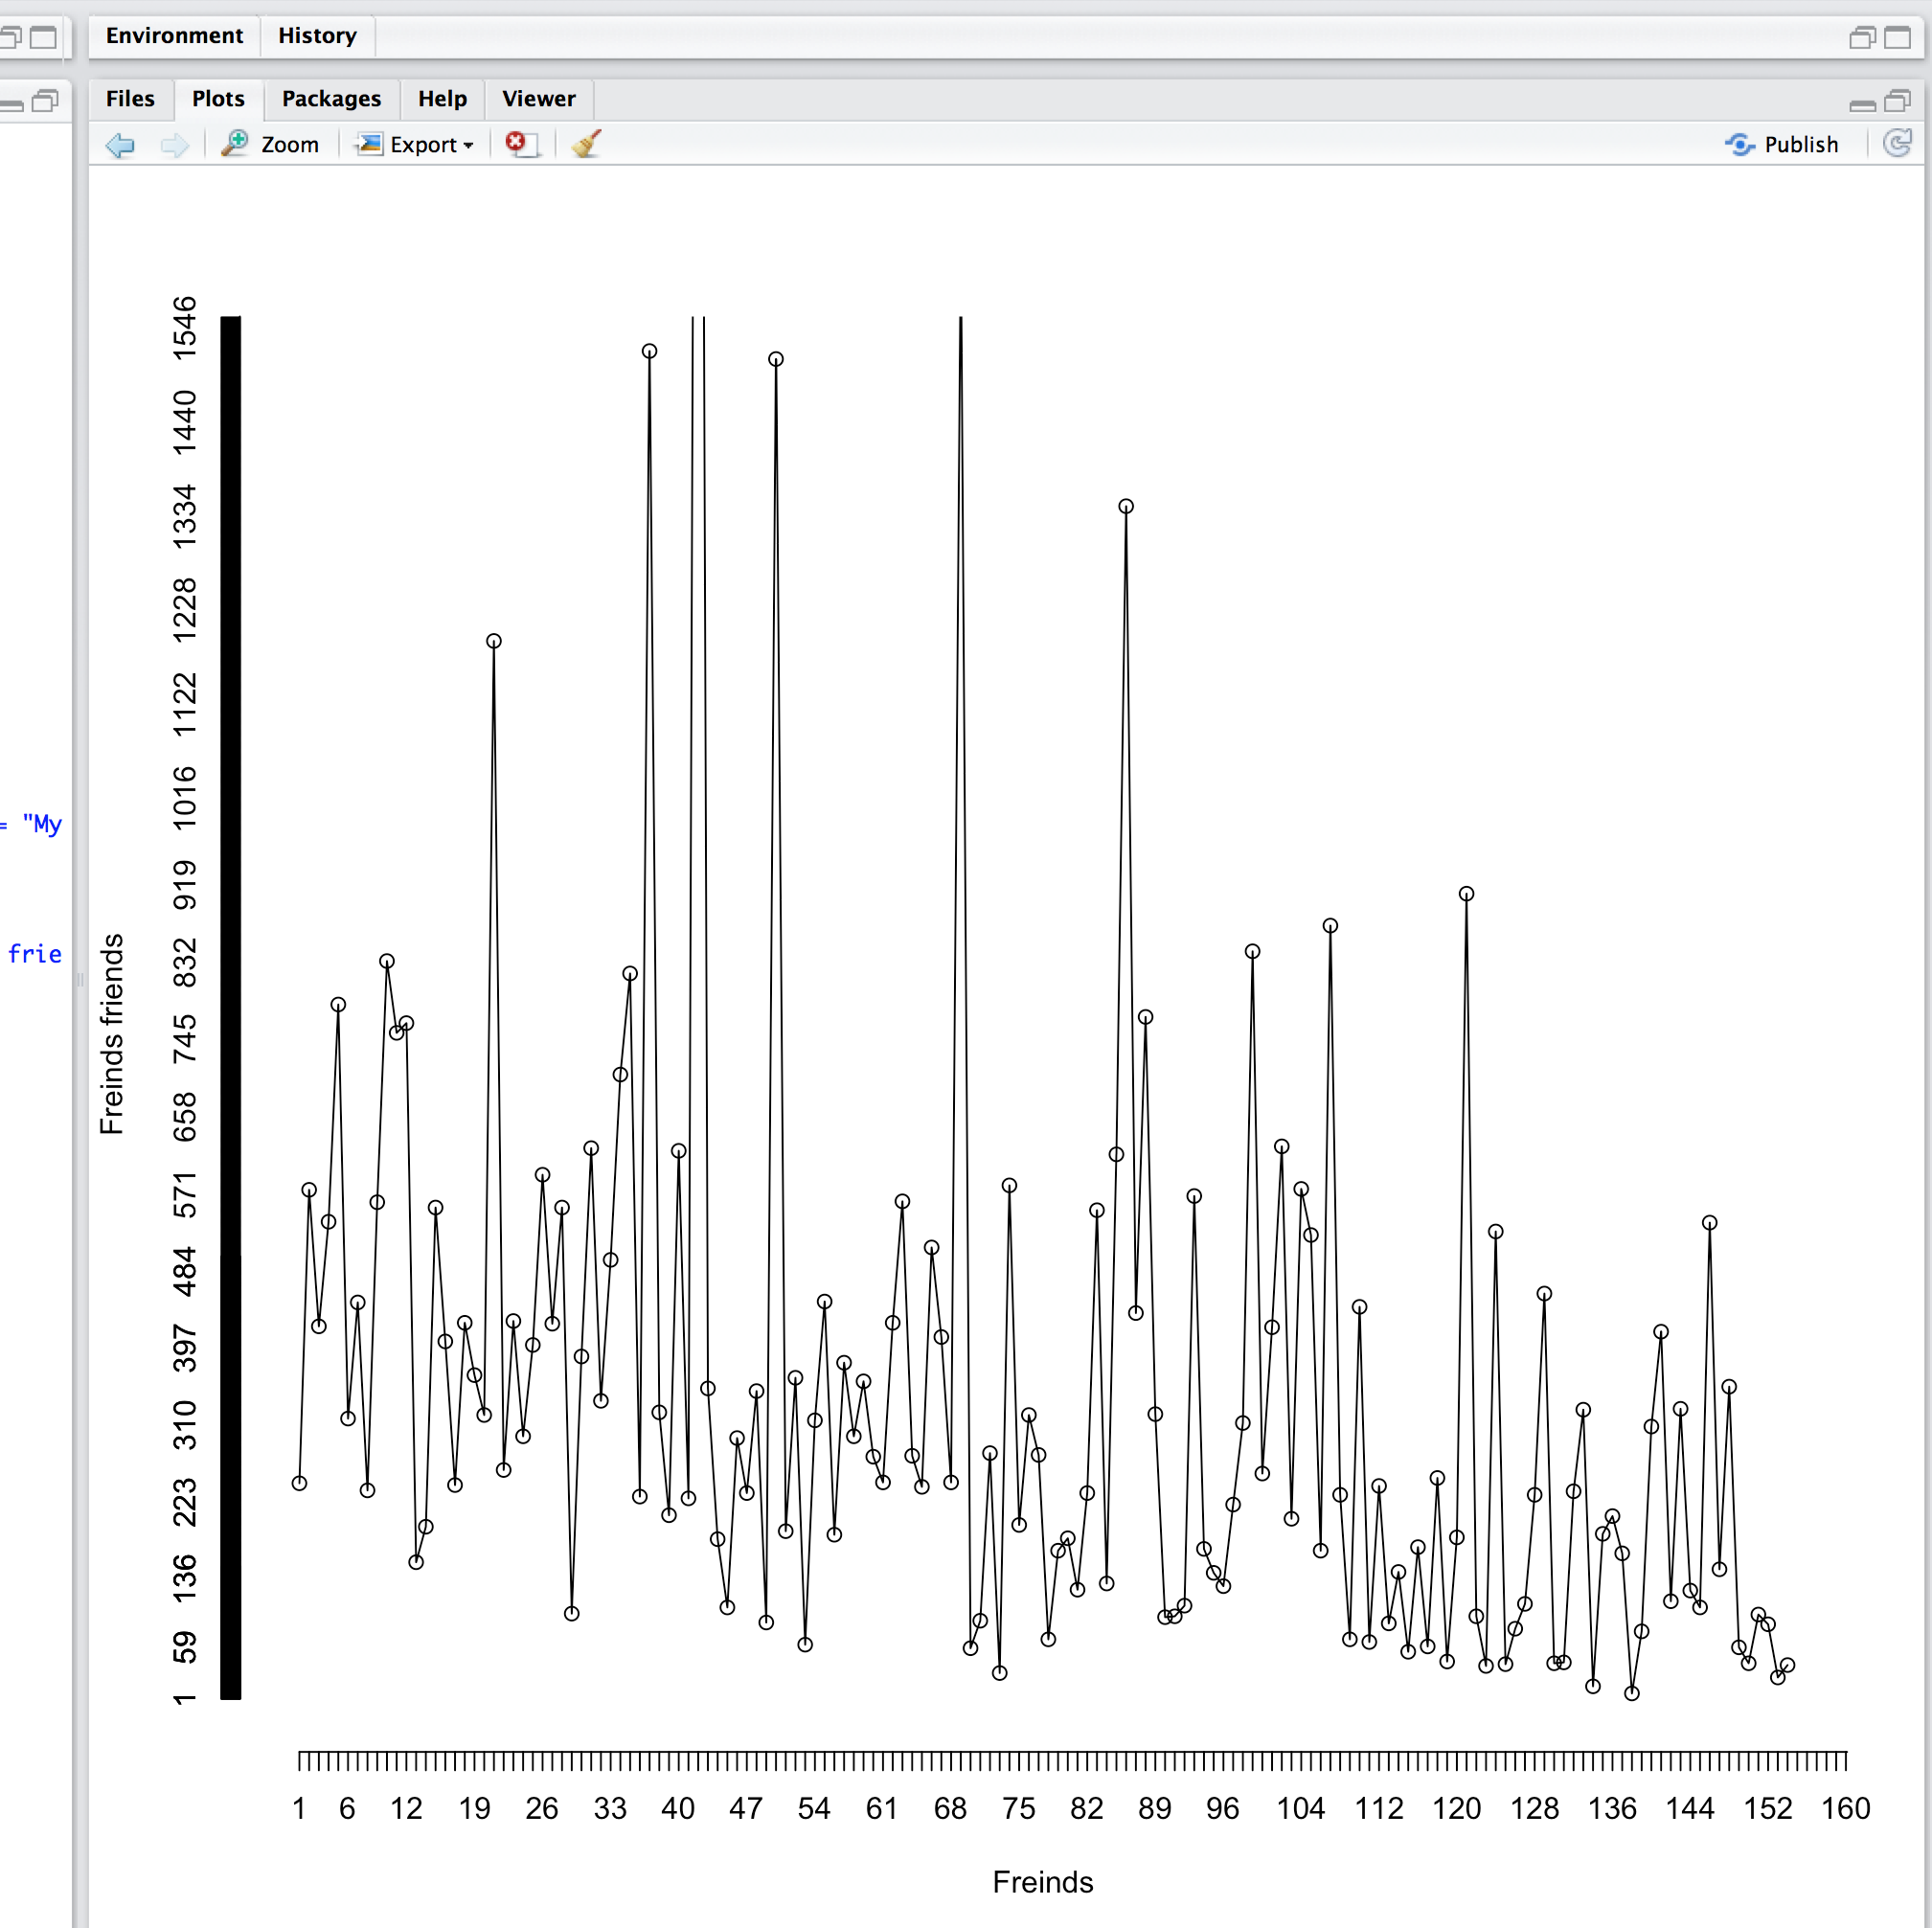 Environment History
Files Plots Packages Help Viewer
Zoom Export Publish
= "My
frie
Freinds friends
1546
1440
1334
1228
1122
1016
919
832
745
658
571
484
397
310
223
136
59
1
1 6 12 19 26 33 40 47 54 61 68 75 82 89 96 104 112 120 128 136 144 152 160
Freinds